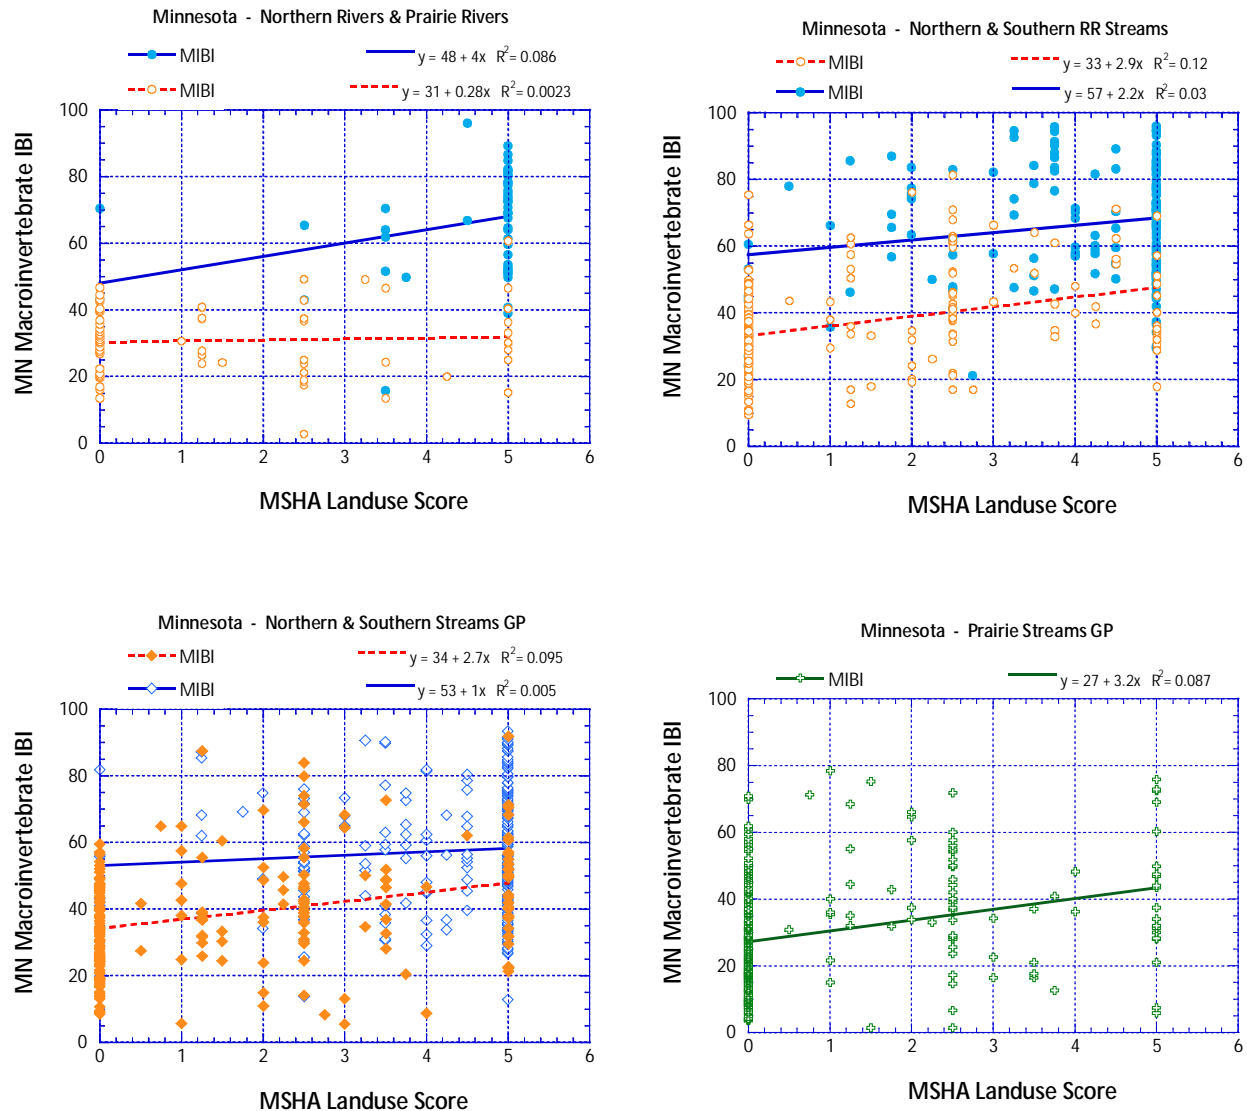 Minnesota - Northern Rivers & Prairie Rivers
MIBI y = 48 + 4x R2= 0.086
MIBI y = 31 + 0.28x R2= 0.0023
MN Macroinvertebrate IBI
100
80
60
40
20
0
0 1 2 3 4 5 6
MSHA Landuse Score
Minnesota - Northern & Southern RR Streams
MIBI y = 33 + 2.9x R2= 0.12
MIBI y = 57 + 2.2x R2= 0.03
MN Macroinvertebrate IBI
100
80
60
40
20
0
0 1 2 3 4 5 6
MSHA Landuse Score
Minnesota - Northern & Southern Streams GP
MIBI y = 34 + 2.7x R2= 0.095
MIBI y = 53 + 1x R2= 0.005
MN Macroinvertebrate IBI
100
80
60
40
20
0
0 1 2 3 4 5 6
MSHA Landuse Score
Minnesota - Prairie Streams GP
MIBI y = 27 + 3.2x R2= 0.087
MN Macroinvertebrate IBI
100
80
60
40
20
0
0 1 2 3 4 5 6
MSHA Landuse Score